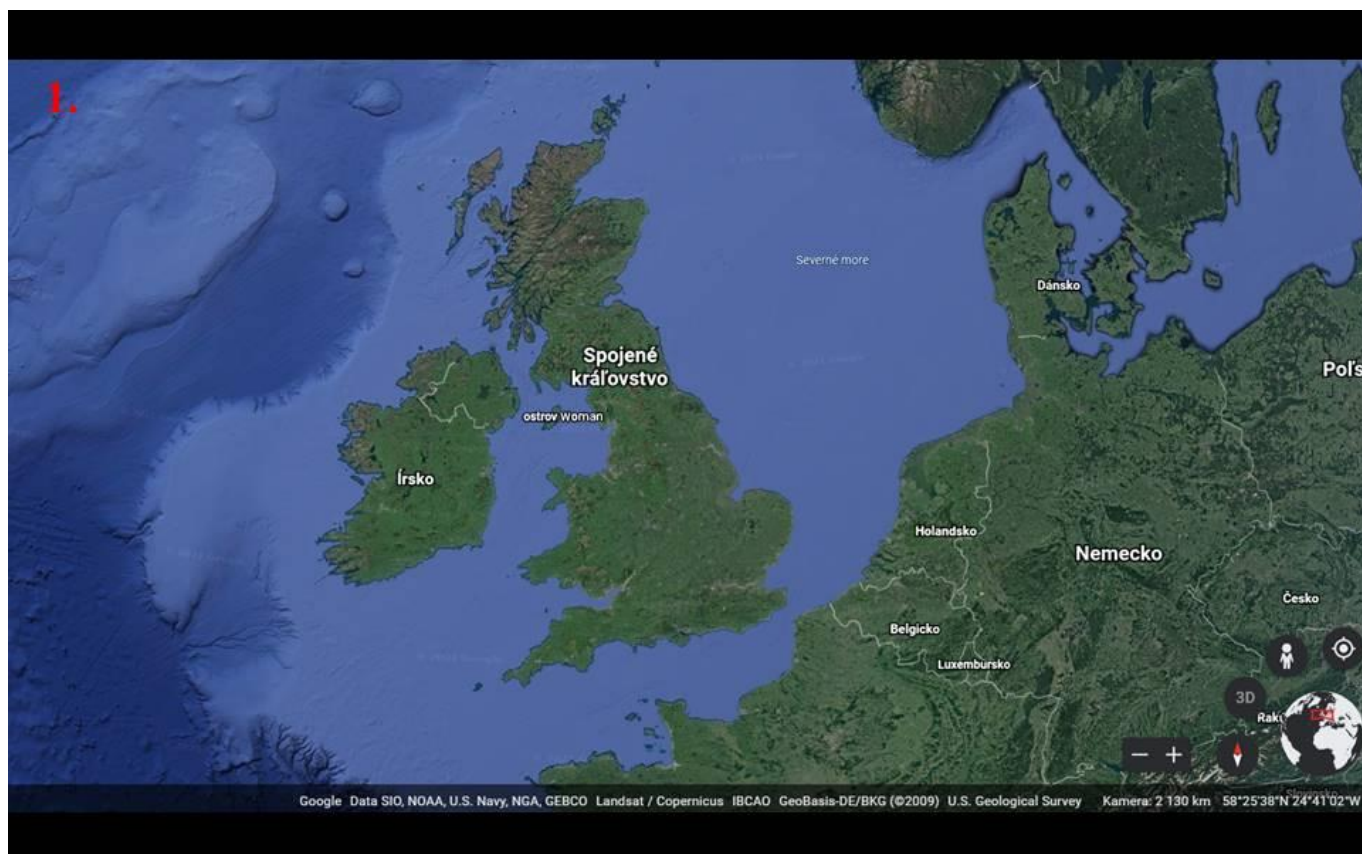 1.
Severné more
Dánsko
Spojené
kráľovstvo
Poľs
ostrov Woman
Írsko
Holandsko
Nemecko
Česko
Belgicko
Luxembursko
3D
Raku
Slovinsko
Google Data SIO, NOAA, U.S. Navy, NGA, GEBCO Landsat / Copernicus IBCAO GeoBasis-DE/BKG (©2009) U.S. Geological Survey Kamera: 2 130 km 58°25'38"N 24°41'02"W